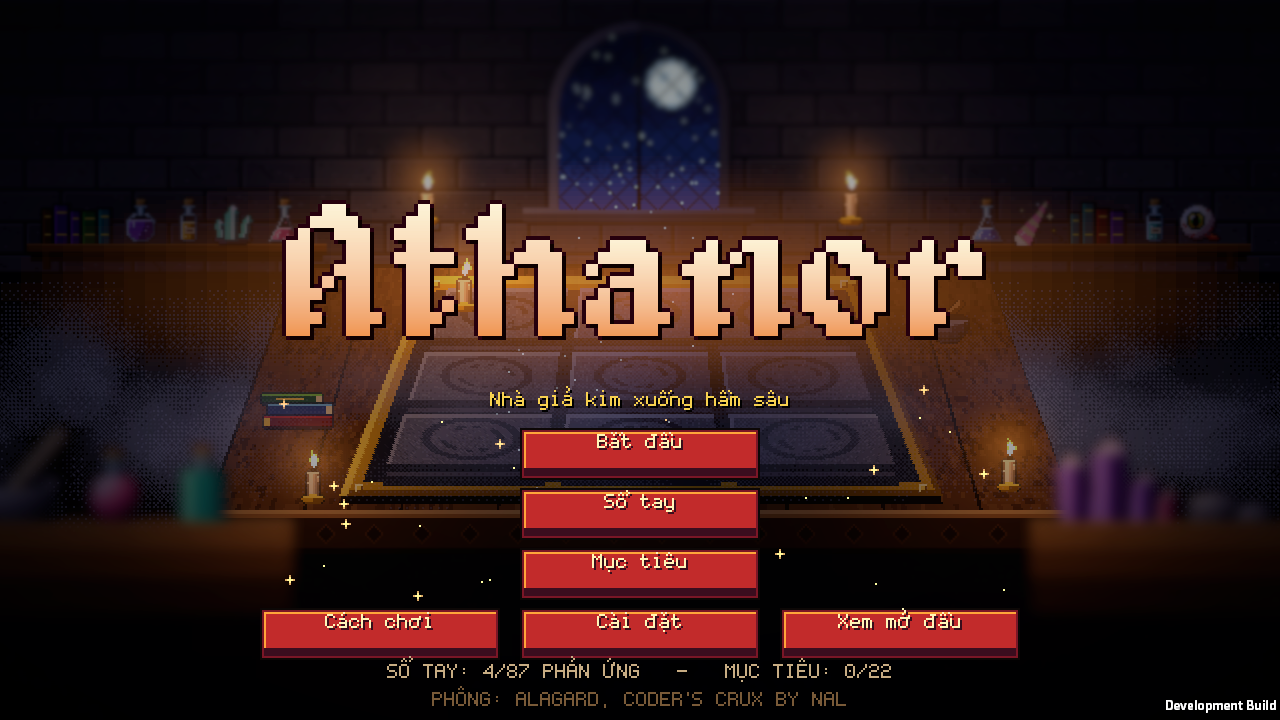 Athanor
Nhà giả kim xuống hầm sâu
Bắt đầu
Sổ tay
Mục tiêu
Cách chơi Cài đặt Xem mở đầu
SỔ TAY: 4/87 PHẢN ỨNG — MỤC TIÊU: 0/22
PHÔNG: ALAGARD, CODER'S CRUX BY NAL
Development Build